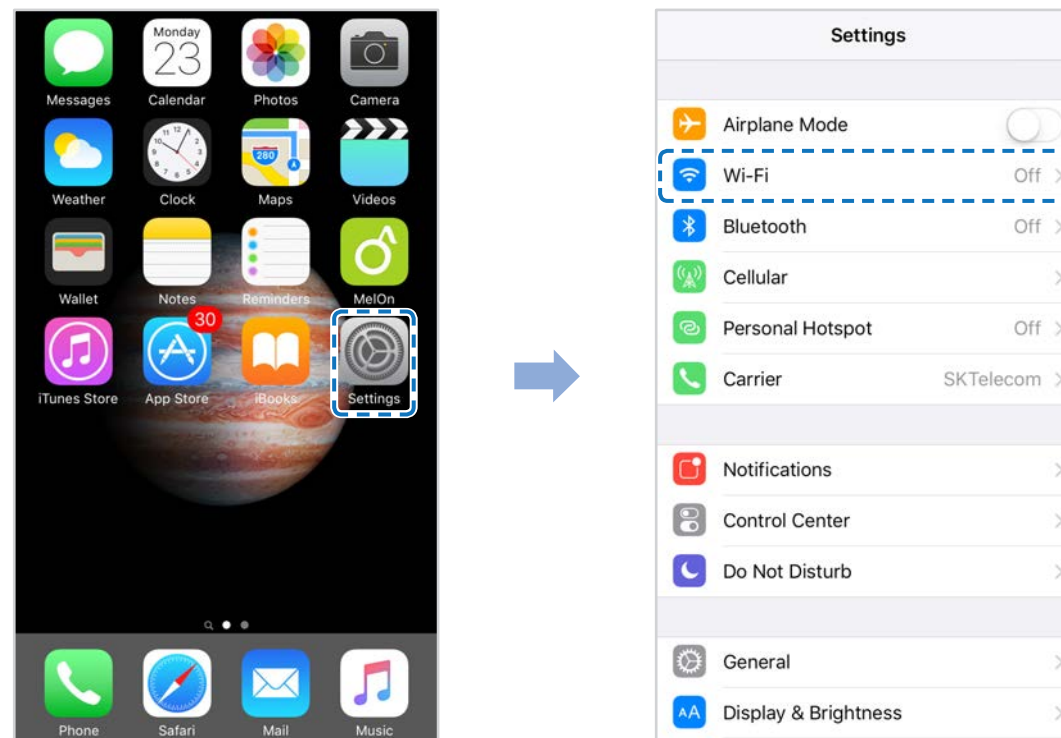 Monday
23
Messages Calendar Photos Camera
12
280
Weather Clock Maps Videos
Wallet Notes Reminders MelOn
30
iTunes Store App Store iBooks Settings
Phone Safari Mail Music
Settings
Airplane Mode
Wi-Fi Off
Bluetooth Off
Cellular
Personal Hotspot Off
Carrier SKTelecom
Notifications
Control Center
Do Not Disturb
General
AA Display & Brightness